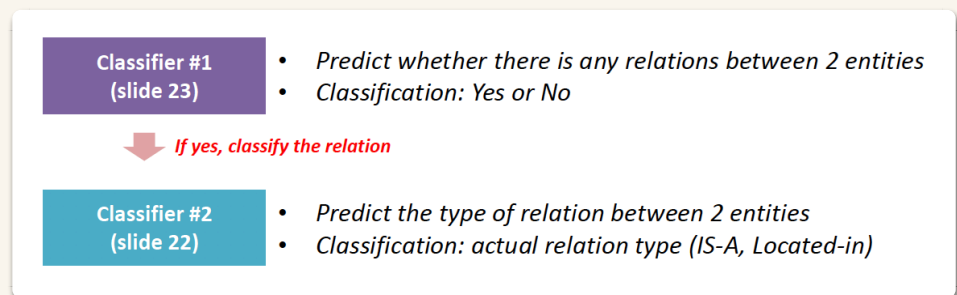 Classifier #1
(slide 23)
• Predict whether there is any relations between 2 entities
• Classification: Yes or No
If yes, classify the relation
Classifier #2
(slide 22)
• Predict the type of relation between 2 entities
• Classification: actual relation type (IS-A, Located-in)